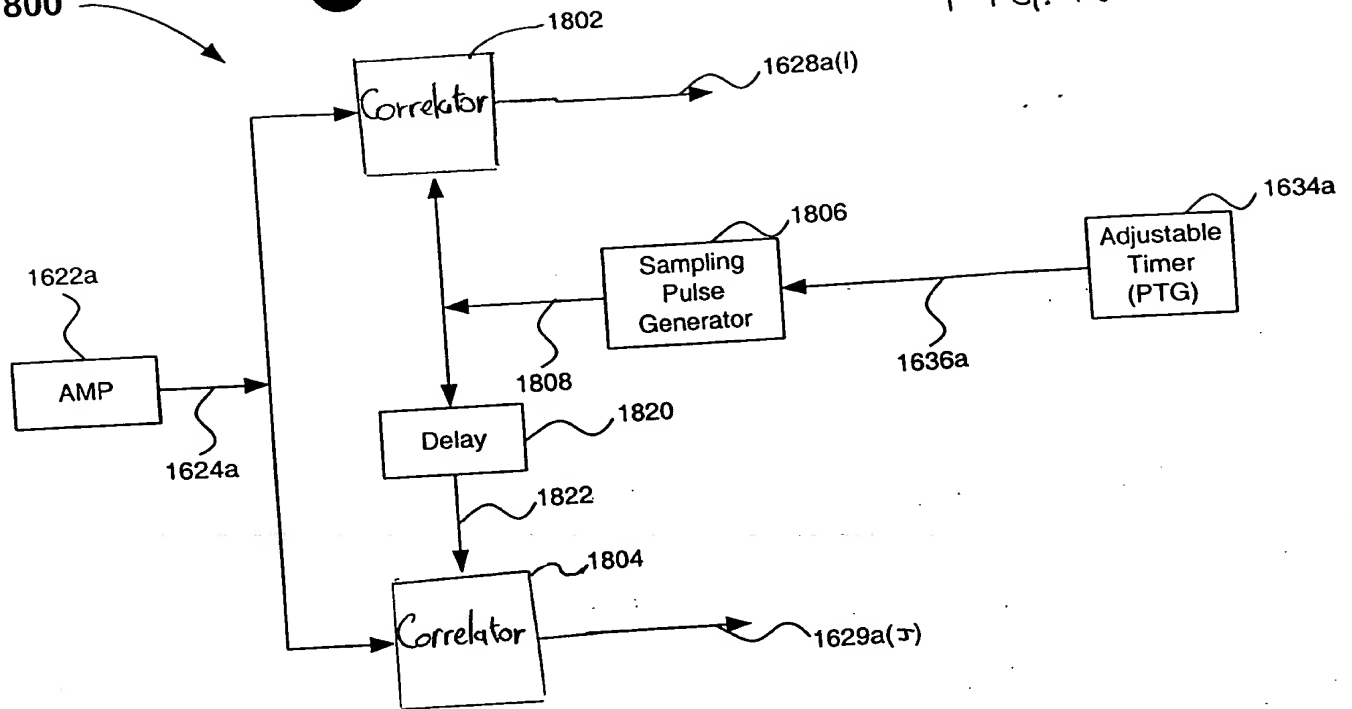 800
1802
1628a(I)
Correlator
1634a
1806
Adjustable
Timer
(PTG)
Sampling
Pulse
Generator
1622a
1636a
1808
AMP
1820
Delay
1624a
1822
1804
Correlator
1629a(J)